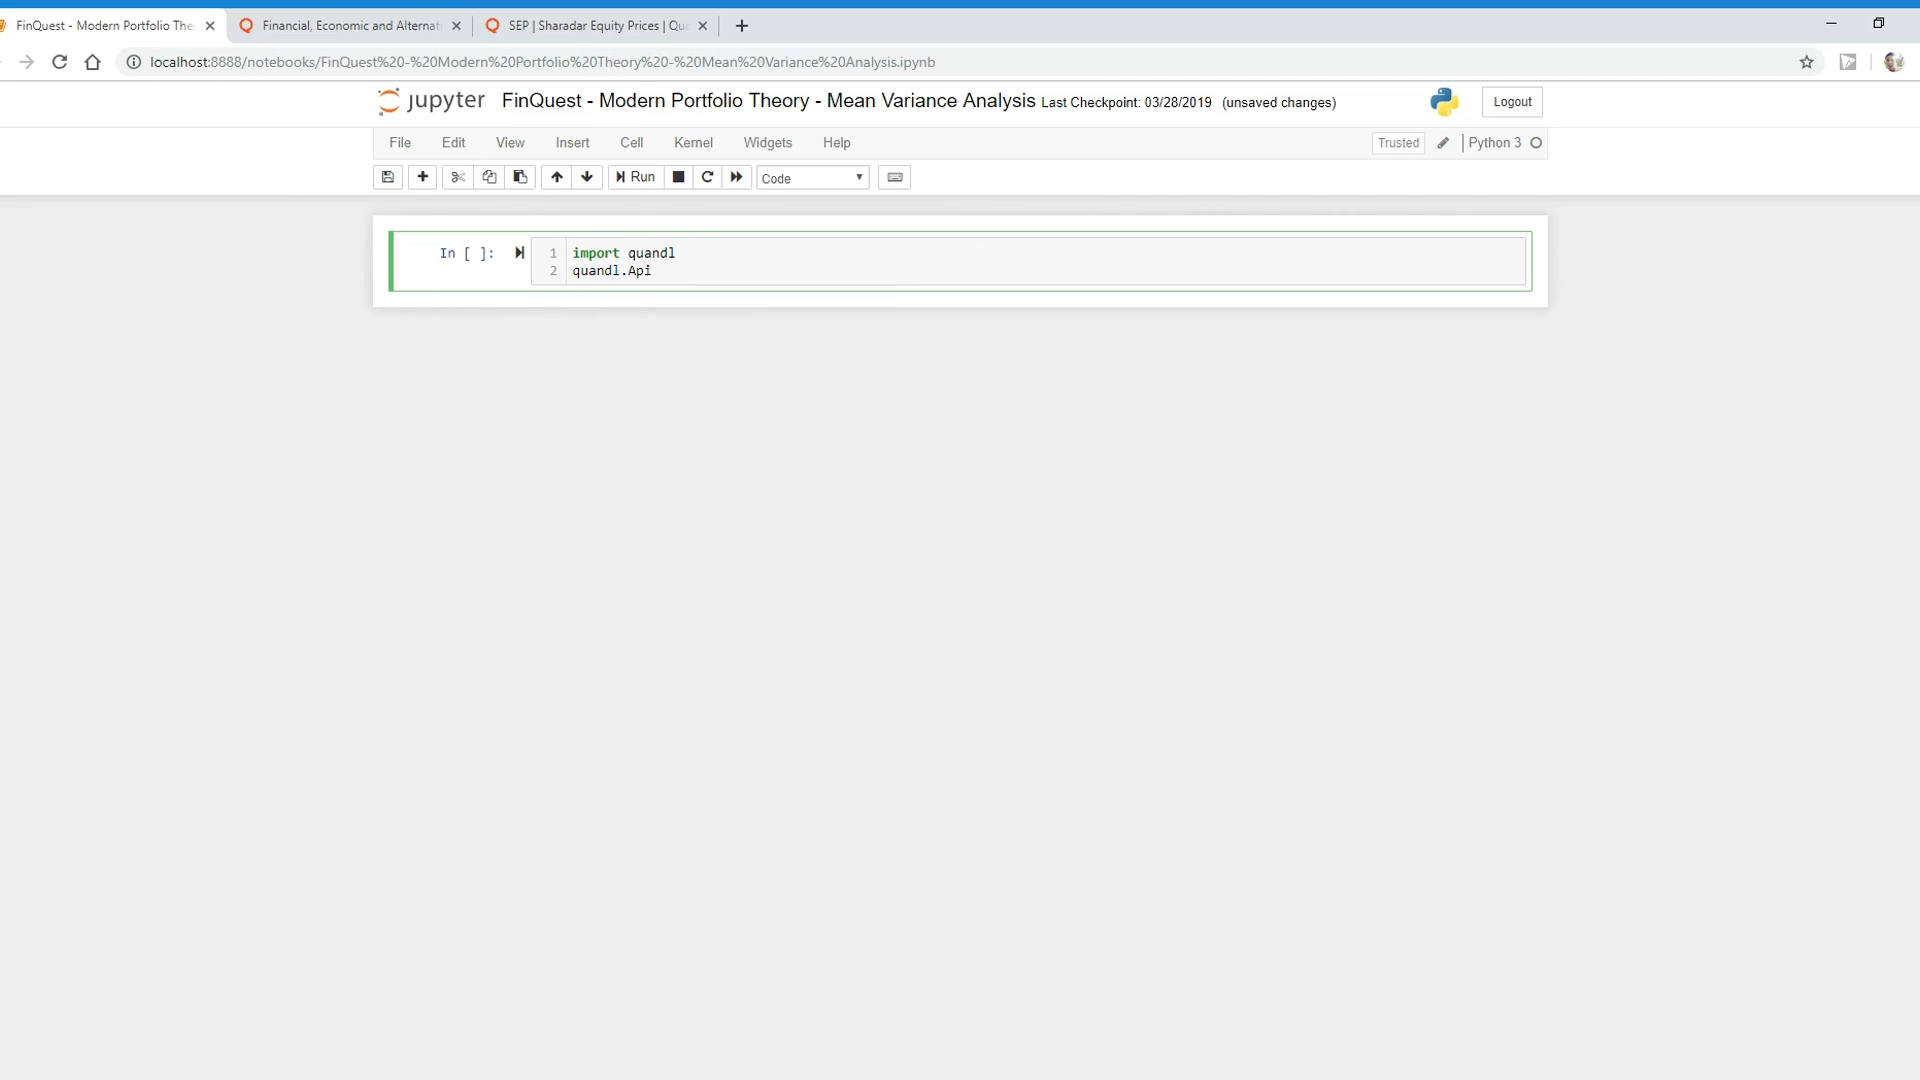 FinQuest - Modern Portfolio The
Financial, Economic and Alternat
SEP | Sharadar Equity Prices | Qu
localhost:8888/notebooks/FinQuest%20-%20Modern%20Portfolio%20Theory%20-%20Mean%20Variance%20Analysis.ipynb
jupyter FinQuest - Modern Portfolio Theory - Mean Variance Analysis Last Checkpoint: 03/28/2019 (unsaved changes) Logout
File Edit View Insert Cell Kernel Widgets Help Trusted Python 3
Run Code
In [ ]: 1 import quandl
2 quandl.Api